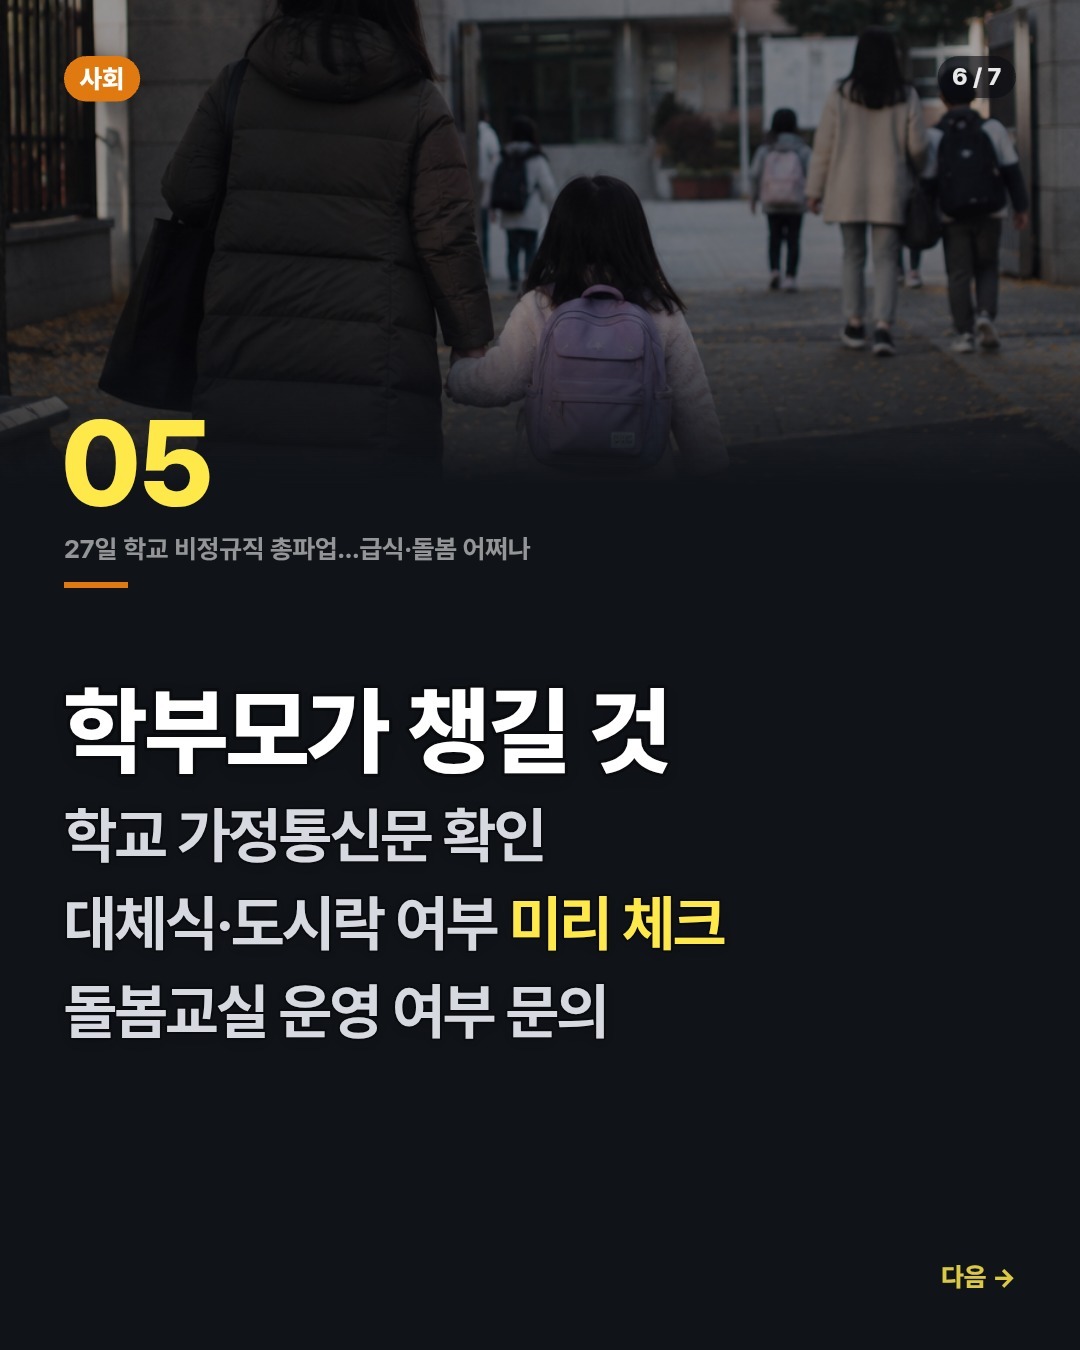 사회
6 / 7
05
27일 학교 비정규직 총파업...급식·돌봄 어쩌나
학부모가 챙길 것
학교 가정통신문 확인
대체식·도시락 여부 미리 체크
돌봄교실 운영 여부 문의
다음 →